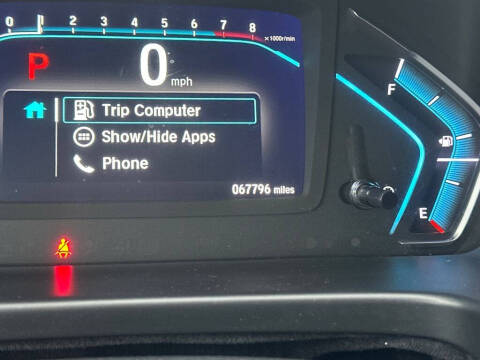 0 1 2 3 4 5 6 7 8
x1000r/min
P 0 mph
Trip Computer
Show/Hide Apps
Phone
067796 miles
F
E